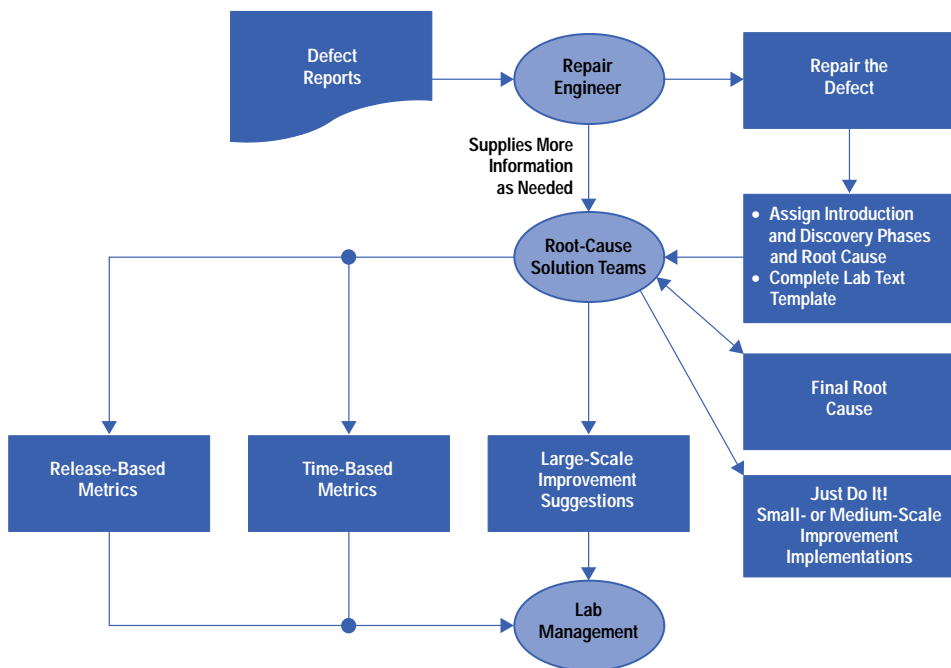 Defect
Reports
Repair
Engineer
Repair the
Defect
Supplies More
Information
as Needed
Root-Cause
Solution Teams
• Assign Introduction
and Discovery Phases
and Root Cause
• Complete Lab Text
Template
Final Root
Cause
Release-Based
Metrics
Time-Based
Metrics
Large-Scale
Improvement
Suggestions
Just Do It!
Small- or Medium-Scale
Improvement
Implementations
Lab
Management